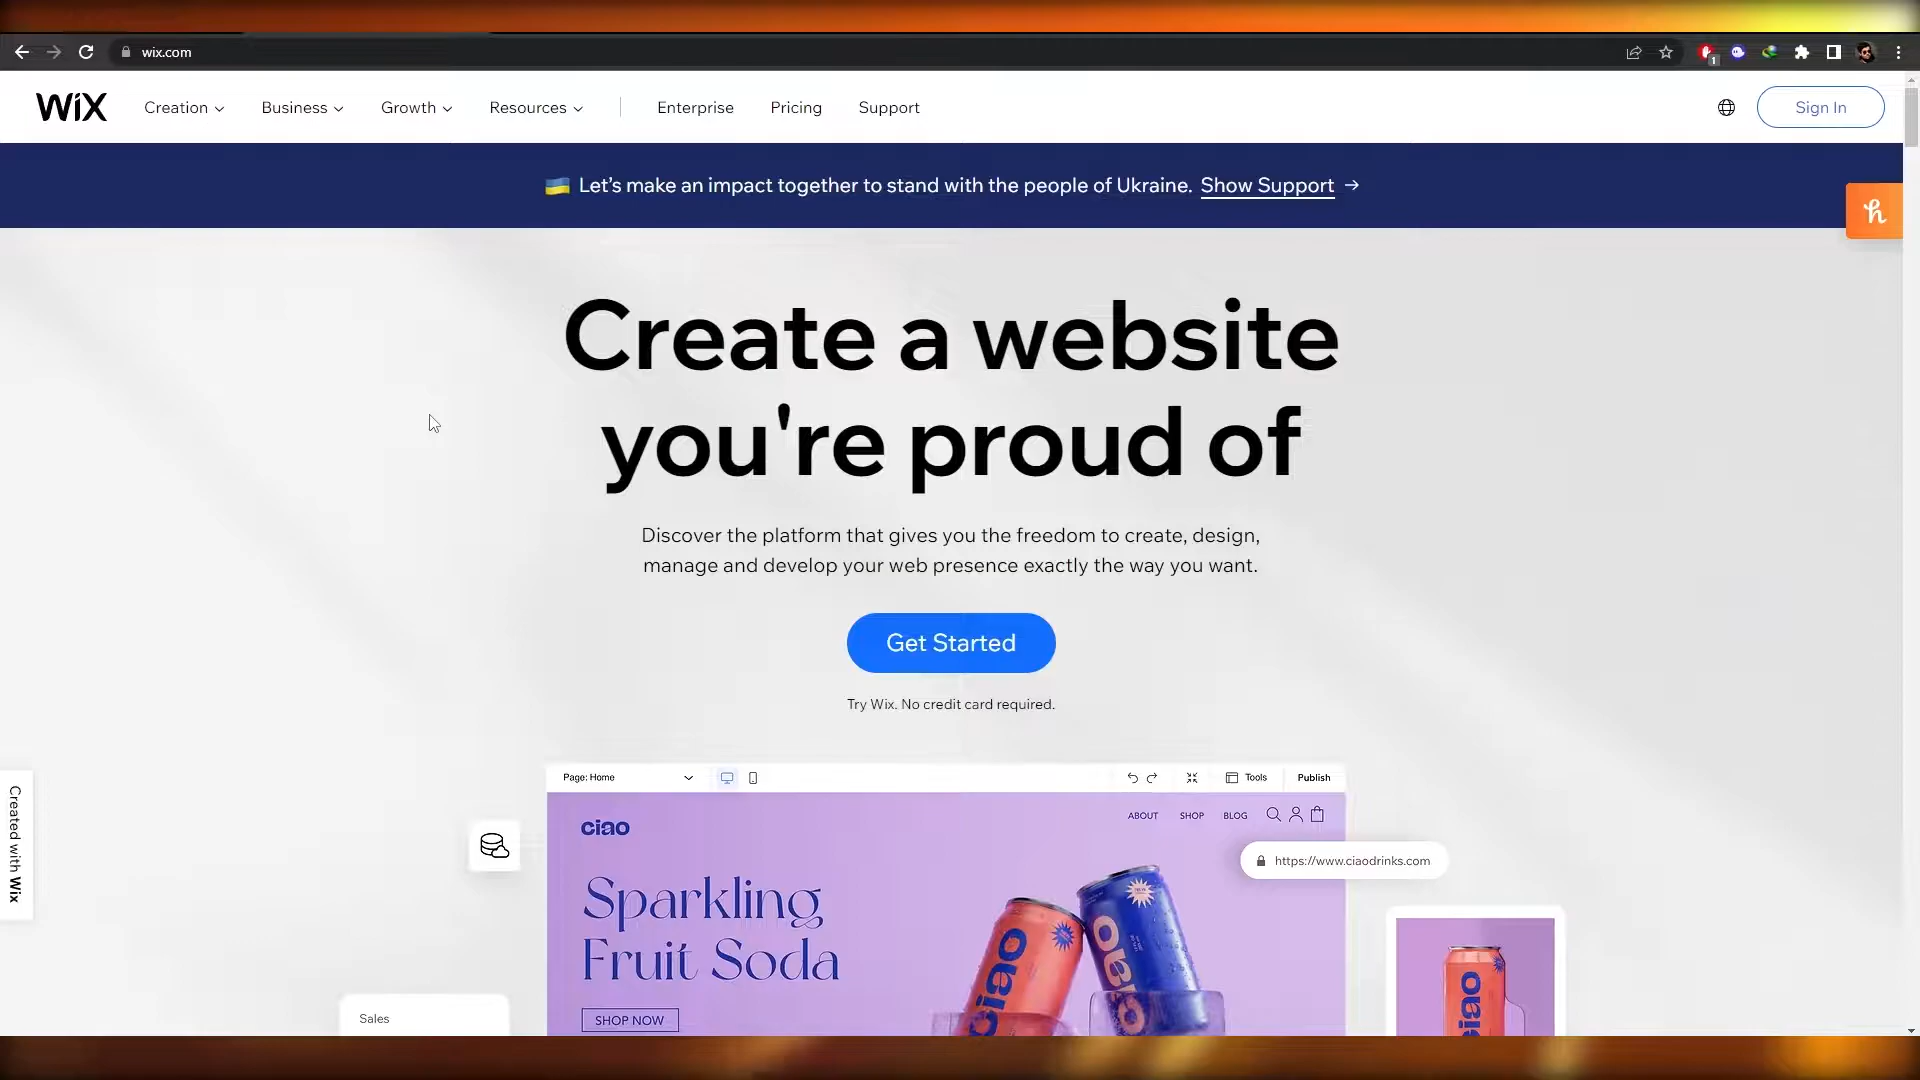 wix.com
1
WiX
Creation
Business
Growth
Resources
Enterprise
Pricing
Support
Sign In
Let's make an impact together to stand with the people of Ukraine. Show Support →
h
Create a website
you're proud of
Discover the platform that gives you the freedom to create, design,
manage and develop your web presence exactly the way you want.
Get Started
Try Wix. No credit card required.
Created with Wix
Page: Home
Tools
Publish
ciao
ABOUT
SHOP
BLOG
https://www.ciaodrinks.com
Sparkling
Fruit Soda
SHOP NOW
ciao
ciao
ciao
Sales